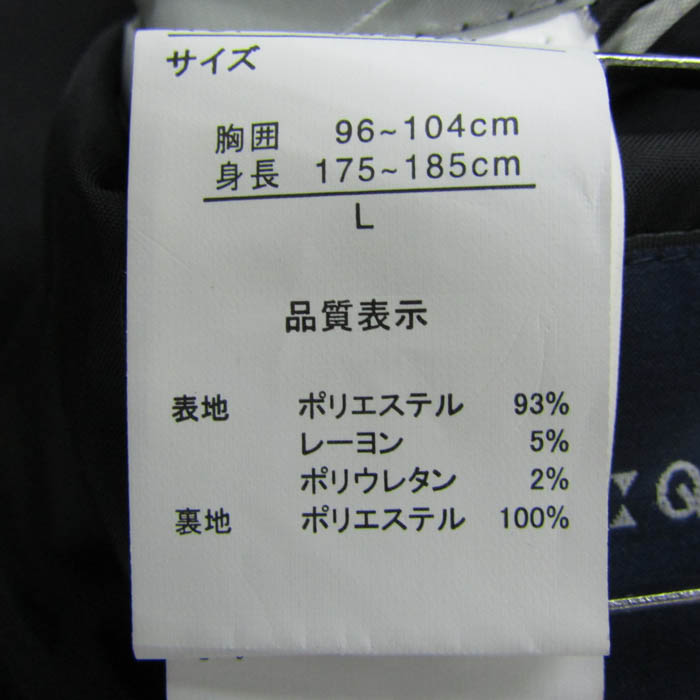 サイズ
胸囲 96~104cm
身長 175~185cm
L
品質表示
表地 ポリエステル 93%
レーヨン 5%
ポリウレタン 2%
裏地 ポリエステル 100%
XQ